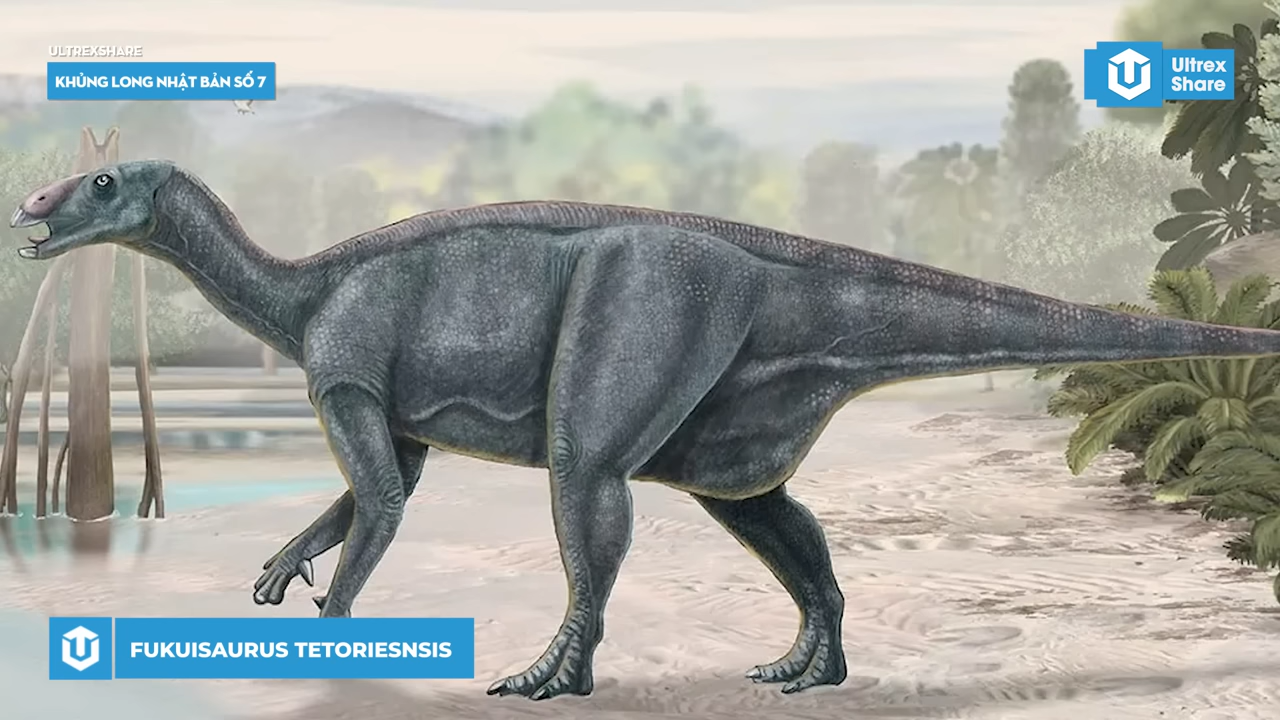 ULTREXSHARE
KHỦNG LONG NHẬT BẢN SỐ 7
Ultrex
Share
FUKUISAURUS TETORIESNSIS